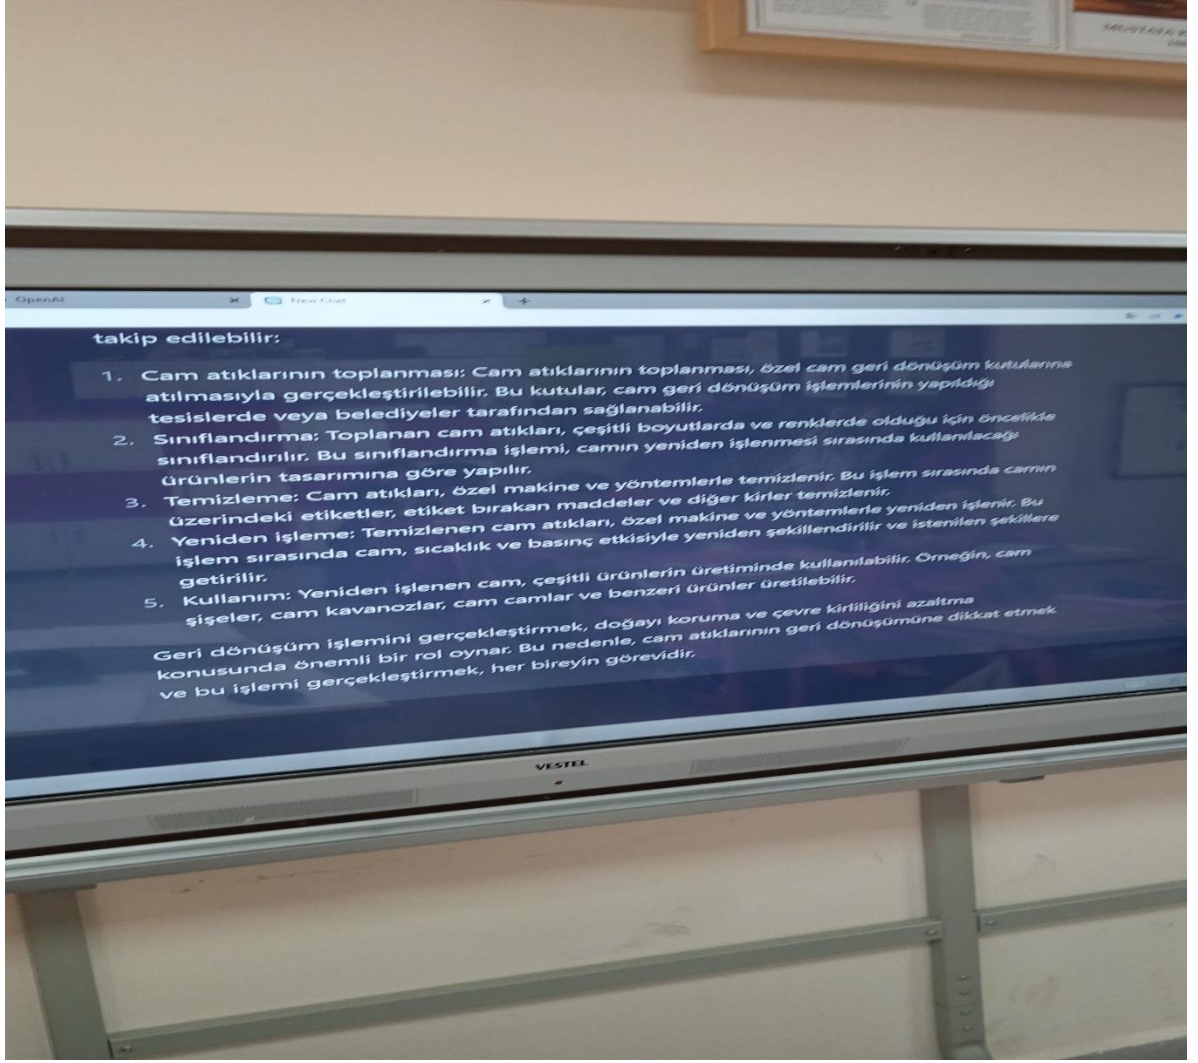 OpenAI
New Chat
takip edilebilir:
1. Cam atıklarının toplanması: Cam atıklarının toplanması, özel cam geri dönüşüm kutularına
atılmasıyla gerçekleştirilebilir. Bu kutular, cam geri dönüşüm işlemlerinin yapıldığı
tesislerde veya belediyeler tarafından sağlanabilir.
2. Sınıflandırma: Toplanan cam atıkları, çeşitli boyutlarda ve renklerde olduğu için öncelikle
sınıflandırılır. Bu sınıflandırma işlemi, camın yeniden işlenmesi sırasında kullanılacağı
ürünlerin tasarımına göre yapılır.
3. Temizleme: Cam atıkları, özel makine ve yöntemlerle temizlenir. Bu işlem sırasında camın
üzerindeki etiketler, etiket bırakan maddeler ve diğer kirler temizlenir.
4. Yeniden işleme: Temizlenen cam atıkları, özel makine ve yöntemlerle yeniden işlenir. Bu
işlem sırasında cam, sıcaklık ve basınç etkisiyle yeniden şekillendirilir ve istenilen şekillere
getirilir.
5. Kullanım: Yeniden işlenen cam, çeşitli ürünlerin üretiminde kullanılabilir. Örneğin, cam
şişeler, cam kavanozlar, cam camlar ve benzeri ürünler üretilebilir.
Geri dönüşüm işlemini gerçekleştirmek, doğayı koruma ve çevre kirliliğini azaltma
konusunda önemli bir rol oynar. Bu nedenle, cam atıklarının geri dönüşümüne dikkat etmek
ve bu işlemi gerçekleştirmek, her bireyin görevidir.
VESTEL